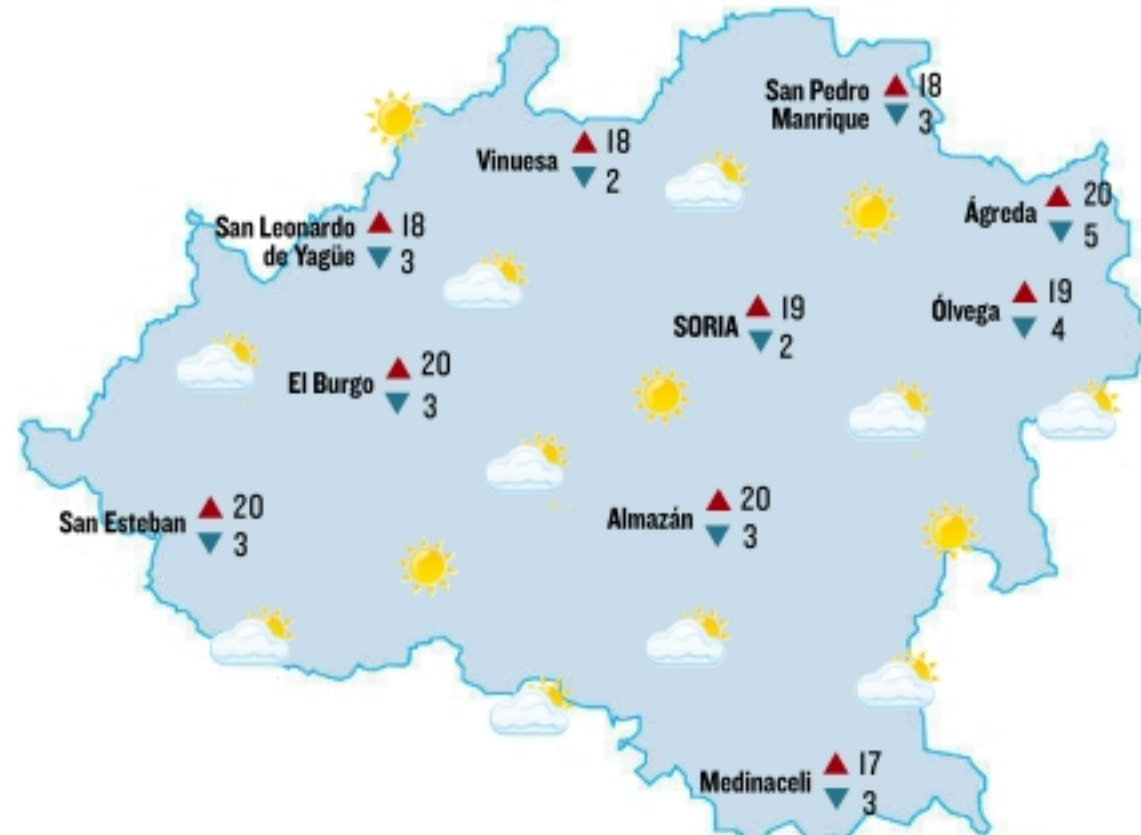 San Pedro
Manrique
18
3
Vinuesa
18
2
Ágreda
20
5
San Leonardo
de Yagüe
18
3
SORIA
19
2
Ólvega
19
4
El Burgo
20
3
San Esteban
20
3
Almazán
20
3
Medinaceli
17
3